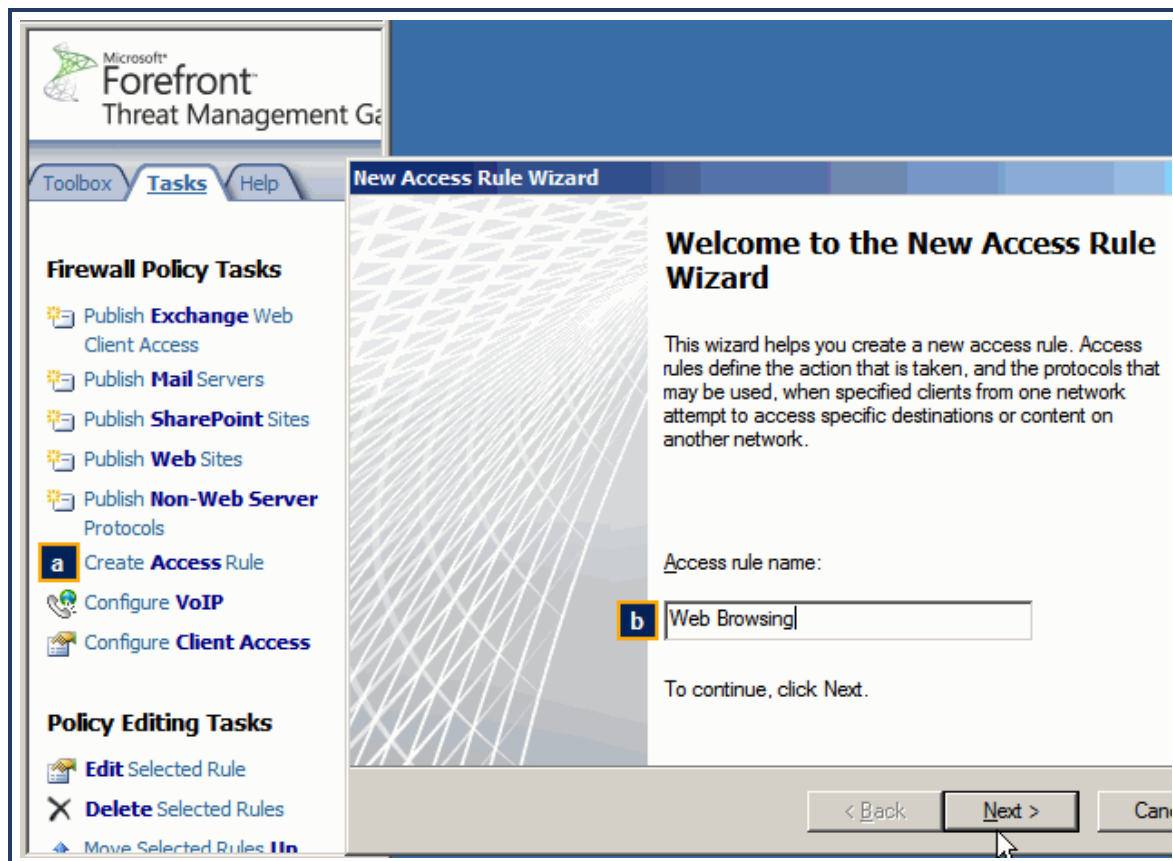 Microsoft
Forefront
Threat Management
Toolbox
Tasks
Help
Firewall Policy Tasks
Publish Exchange Web
Client Access
Publish Mail Servers
Publish SharePoint Sites
Publish Web Sites
Publish Non-Web Server
Protocols
a
Create Access Rule
Configure VoIP
Configure Client Access
Policy Editing Tasks
Edit Selected Rule
Delete Selected Rules
Move Selected Rules Up
New Access Rule Wizard
Welcome to the New Access Rule
Wizard
This wizard helps you create a new access rule. Access
rules define the action that is taken, and the protocols that
may be used, when specified clients from one network
attempt to access specific destinations or content on
another network.
Access rule name:
b
Web Browsing
To continue, click Next.
< Back
Next >